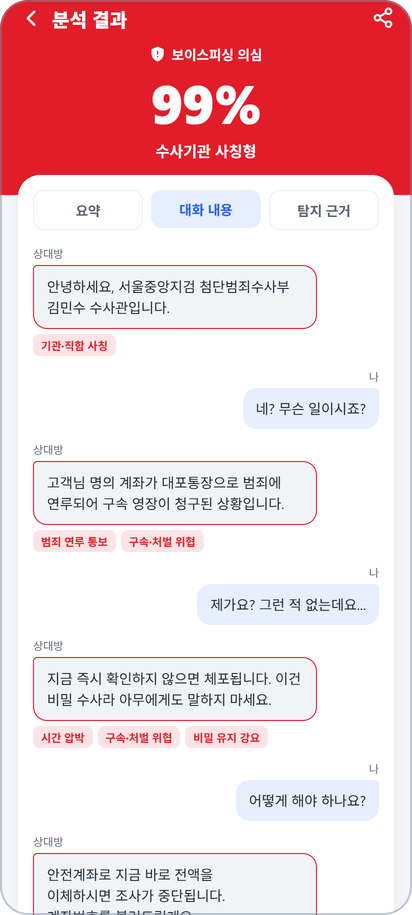 분석 결과
보이스피싱 의심
99%
수사기관 사칭형
요약
대화 내용
탐지 근거
상대방
안녕하세요, 서울중앙지검 첨단범죄수사부
김민수 수사관입니다.
기관·직함 사칭
나
네? 무슨 일이시죠?
상대방
고객님 명의 계좌가 대포통장으로 범죄에
연루되어 구속 영장이 청구된 상황입니다.
범죄 연루 통보 구속·처벌 위협
나
제가요? 그런 적 없는데요...
상대방
지금 즉시 확인하지 않으면 체포됩니다. 이건
비밀 수사라 아무에게도 말하지 마세요.
시간 압박 구속·처벌 위협 비밀 유지 강요
나
어떻게 해야 하나요?
상대방
안전계좌로 지금 바로 전액을
이체하시면 조사가 중단됩니다.